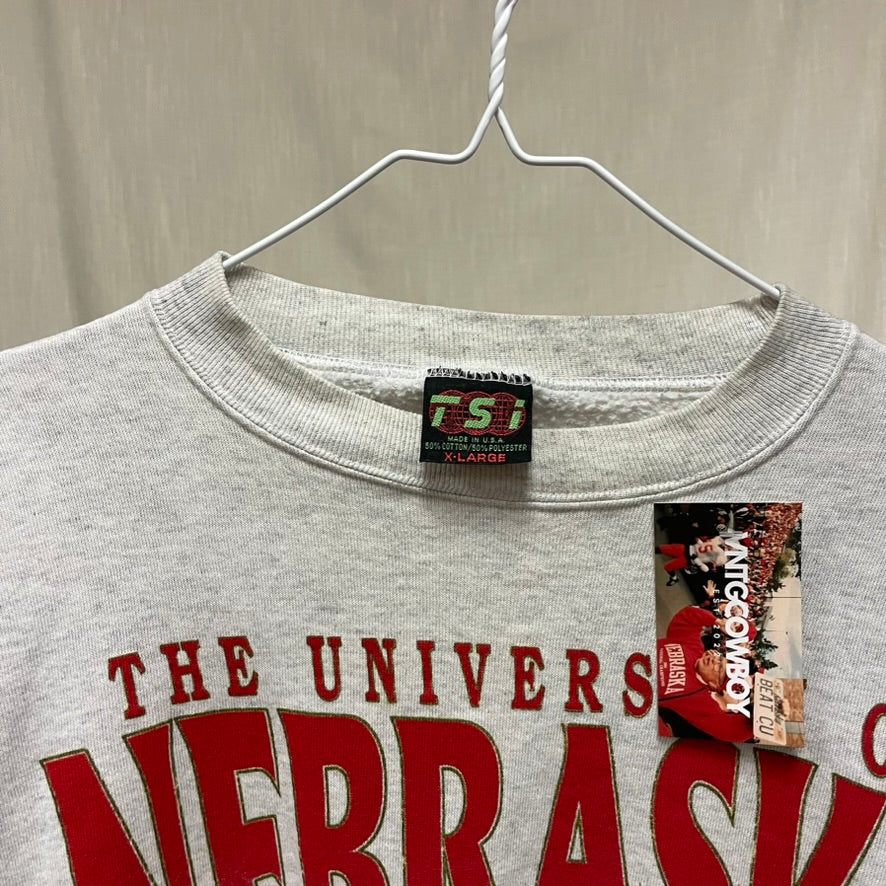 TSI
MADE IN U.S.A
50% COTTON/50% POLYESTER
X-LARGE
VNTGCOWBOY
NEBRASKA
BEAT CU
THE UNIVERS
NEBRASK